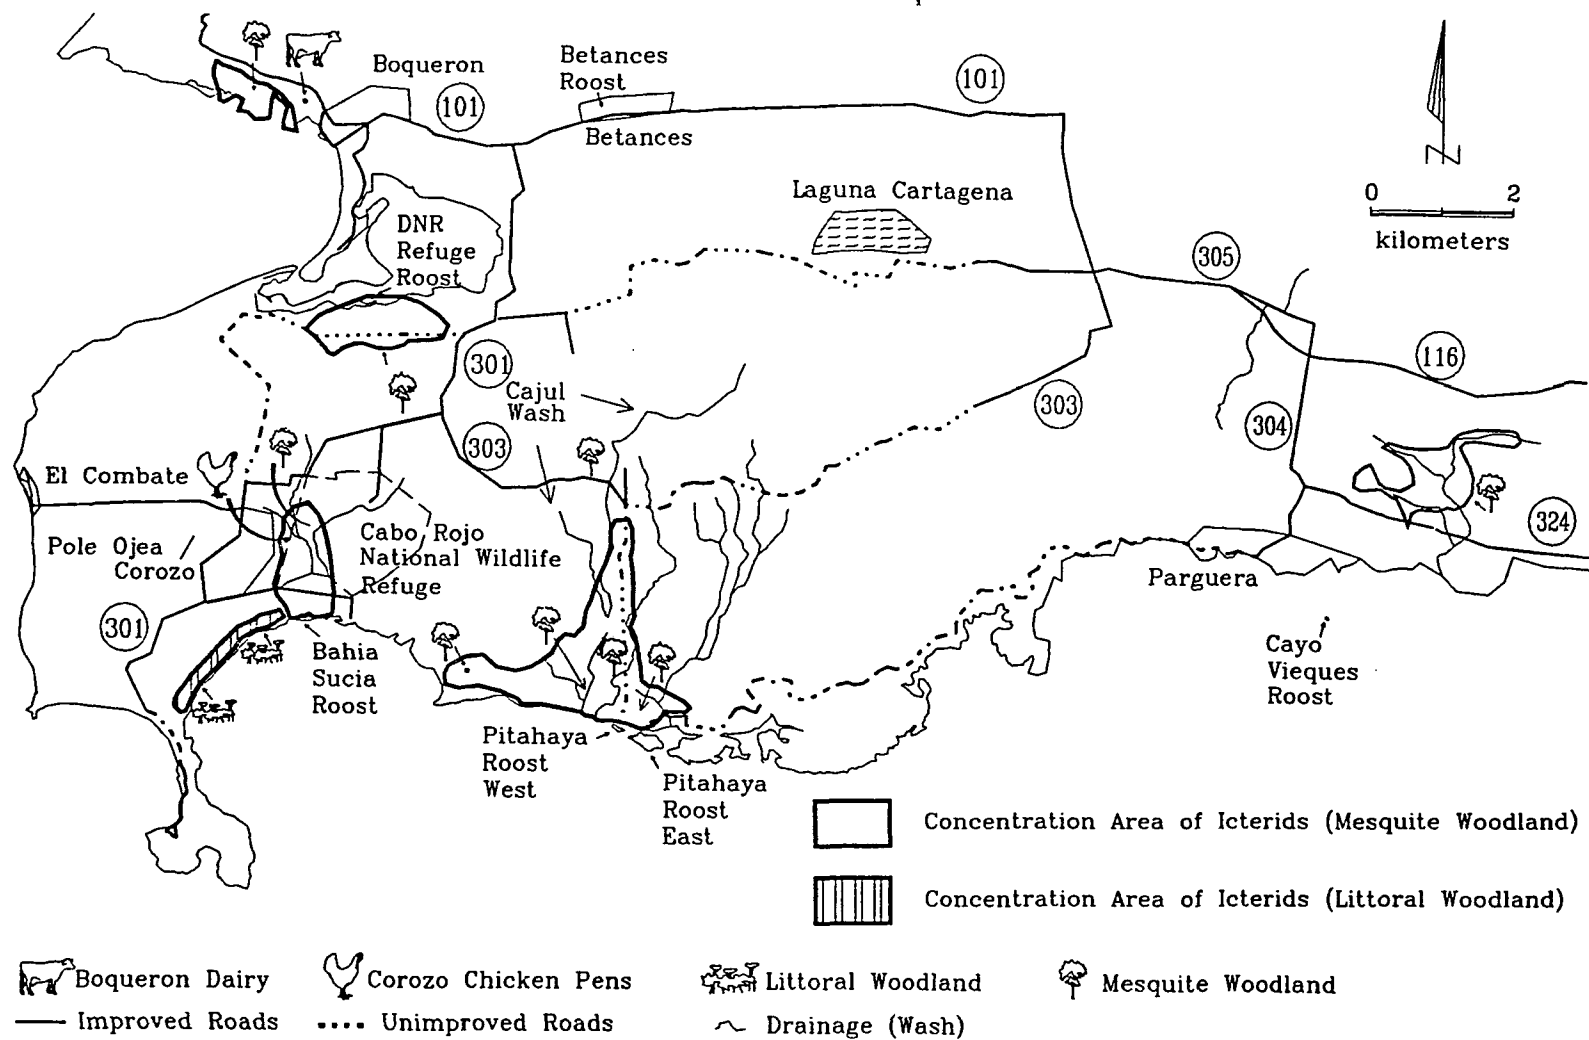 Boqueron
101
Betances
Roost
Betances
101
0 2
kilometers
Laguna Cartagena
DNR
Refuge
Roost
305
301
Cajul
Wash
303
116
303
304
El Combate
Pole Ojea
Corozo
Cabo Rojo
National Wildlife
Refuge
324
Parguera
301
Bahia
Sucia
Roost
Cayo
Vieques
Roost
Pitahaya
Roost
West
Pitahaya
Roost
East
Concentration Area of Icterids (Mesquite Woodland)
Concentration Area of Icterids (Littoral Woodland)
Boqueron Dairy
Corozo Chicken Pens
Littoral Woodland
Mesquite Woodland
Improved Roads
Unimproved Roads
Drainage (Wash)
N